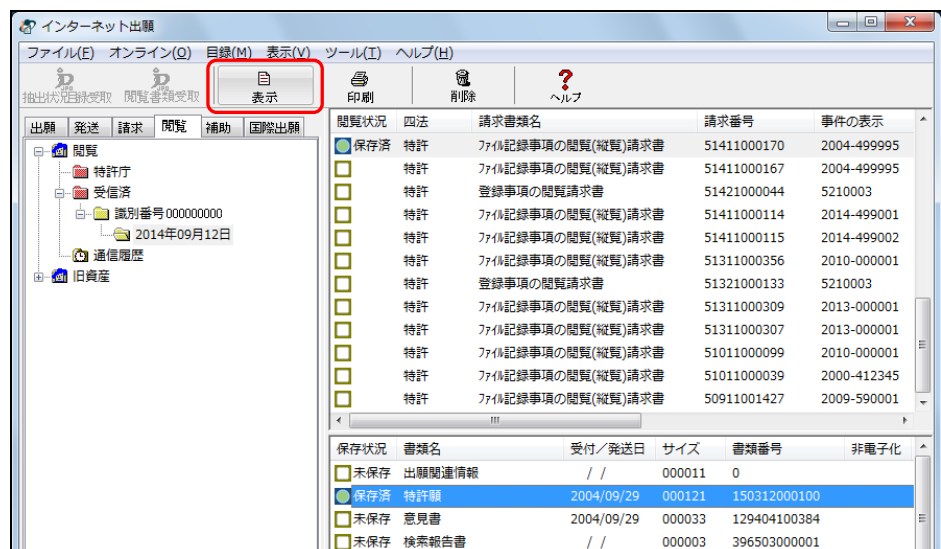 インターネット出願
ファイル(F) オンライン(O) 目録(M) 表示(V) ツール(T) ヘルプ(H)
抽出状況目録受取 閲覧書類受取 表示 印刷 削除 ヘルプ
出願 発送 請求 閲覧 補助 国際出願
閲覧
特許庁
受信済
識別番号000000000
2014年09月12日
通信履歴
旧資産
閲覧状況 四法 請求書類名 請求番号 事件の表示
保存済 特許 ファイル記録事項の閲覧(縦覧)請求書 51411000170 2004-499995
特許 ファイル記録事項の閲覧(縦覧)請求書 51411000167 2004-499995
特許 登録事項の閲覧請求書 51421000044 5210003
特許 ファイル記録事項の閲覧(縦覧)請求書 51411000114 2014-499001
特許 ファイル記録事項の閲覧(縦覧)請求書 51411000115 2014-499002
特許 ファイル記録事項の閲覧(縦覧)請求書 51311000356 2010-000001
特許 登録事項の閲覧請求書 51321000133 5210003
特許 ファイル記録事項の閲覧(縦覧)請求書 51311000309 2013-000001
特許 ファイル記録事項の閲覧(縦覧)請求書 51311000307 2013-000001
特許 ファイル記録事項の閲覧(縦覧)請求書 51011000099 2010-000001
特許 ファイル記録事項の閲覧(縦覧)請求書 51011000039 2000-412345
特許 ファイル記録事項の閲覧(縦覧)請求書 50911001427 2009-590001
保存状況 書類名 受付/発送日 サイズ 書類番号 非電子化
未保存 出願関連情報 / / 000011 0
保存済 特許願 2004/09/29 000121 150312000100
未保存 意見書 2004/09/29 000033 129404100384
未保存 検索報告書 / / 000003 396503000001